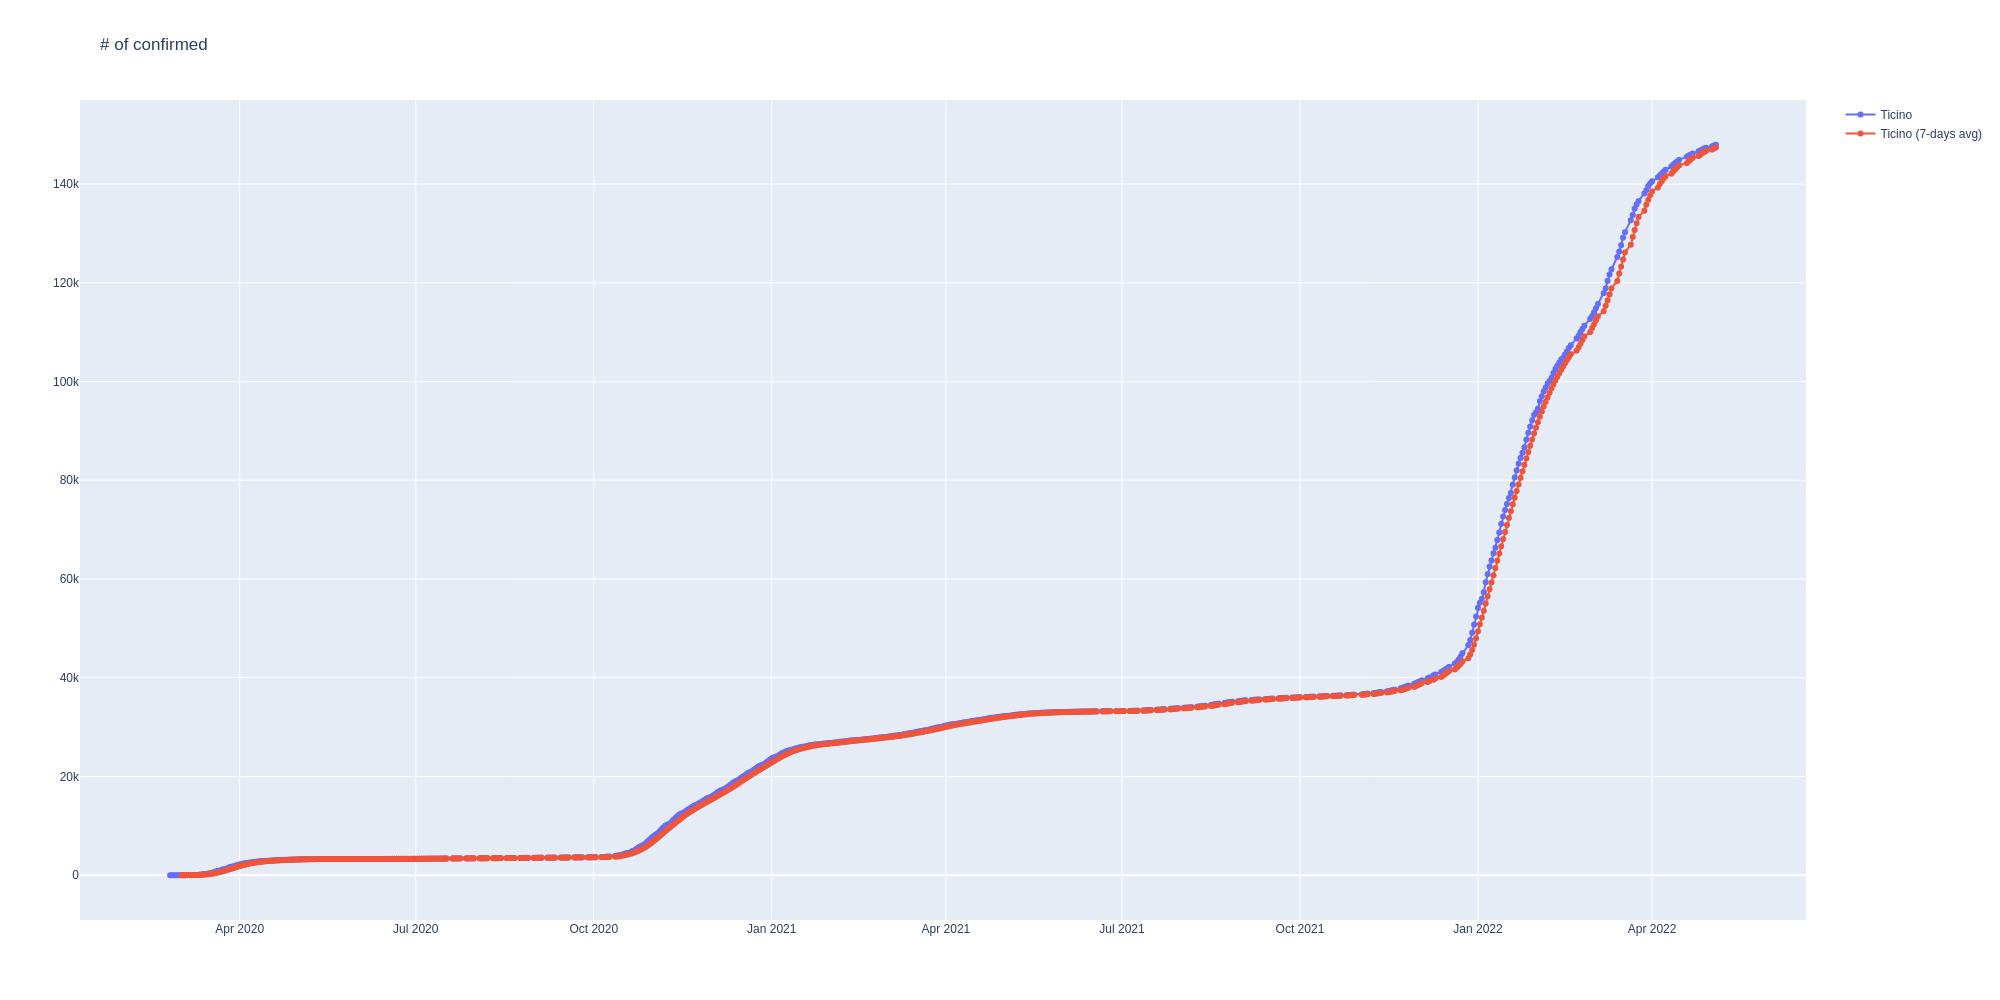 # of confirmed
Ticino
Ticino (7-days avg)
140k
120k
100k
80k
60k
40k
20k
0
Apr 2020
Jul 2020
Oct 2020
Jan 2021
Apr 2021
Jul 2021
Oct 2021
Jan 2022
Apr 2022